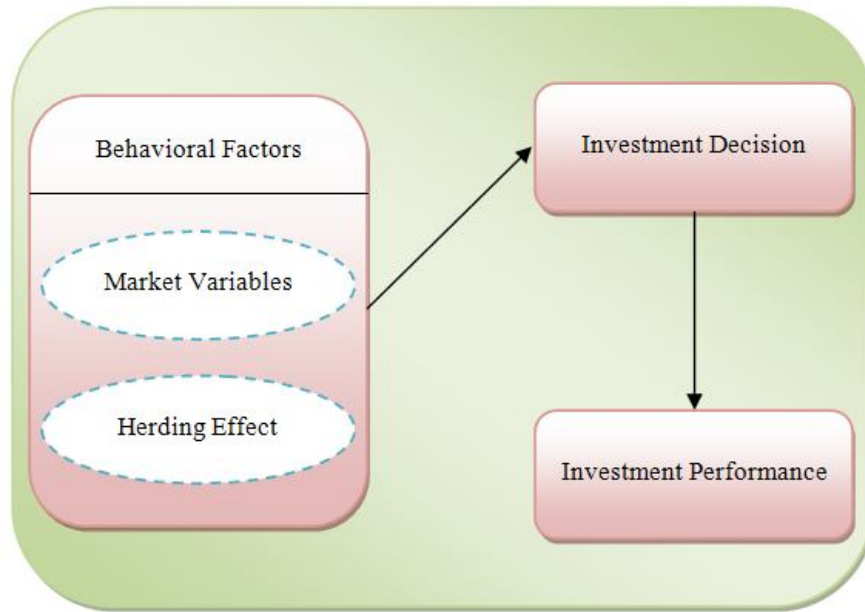 Behavioral Factors
Market Variables
Herding Effect
Investment Decision
Investment Performance